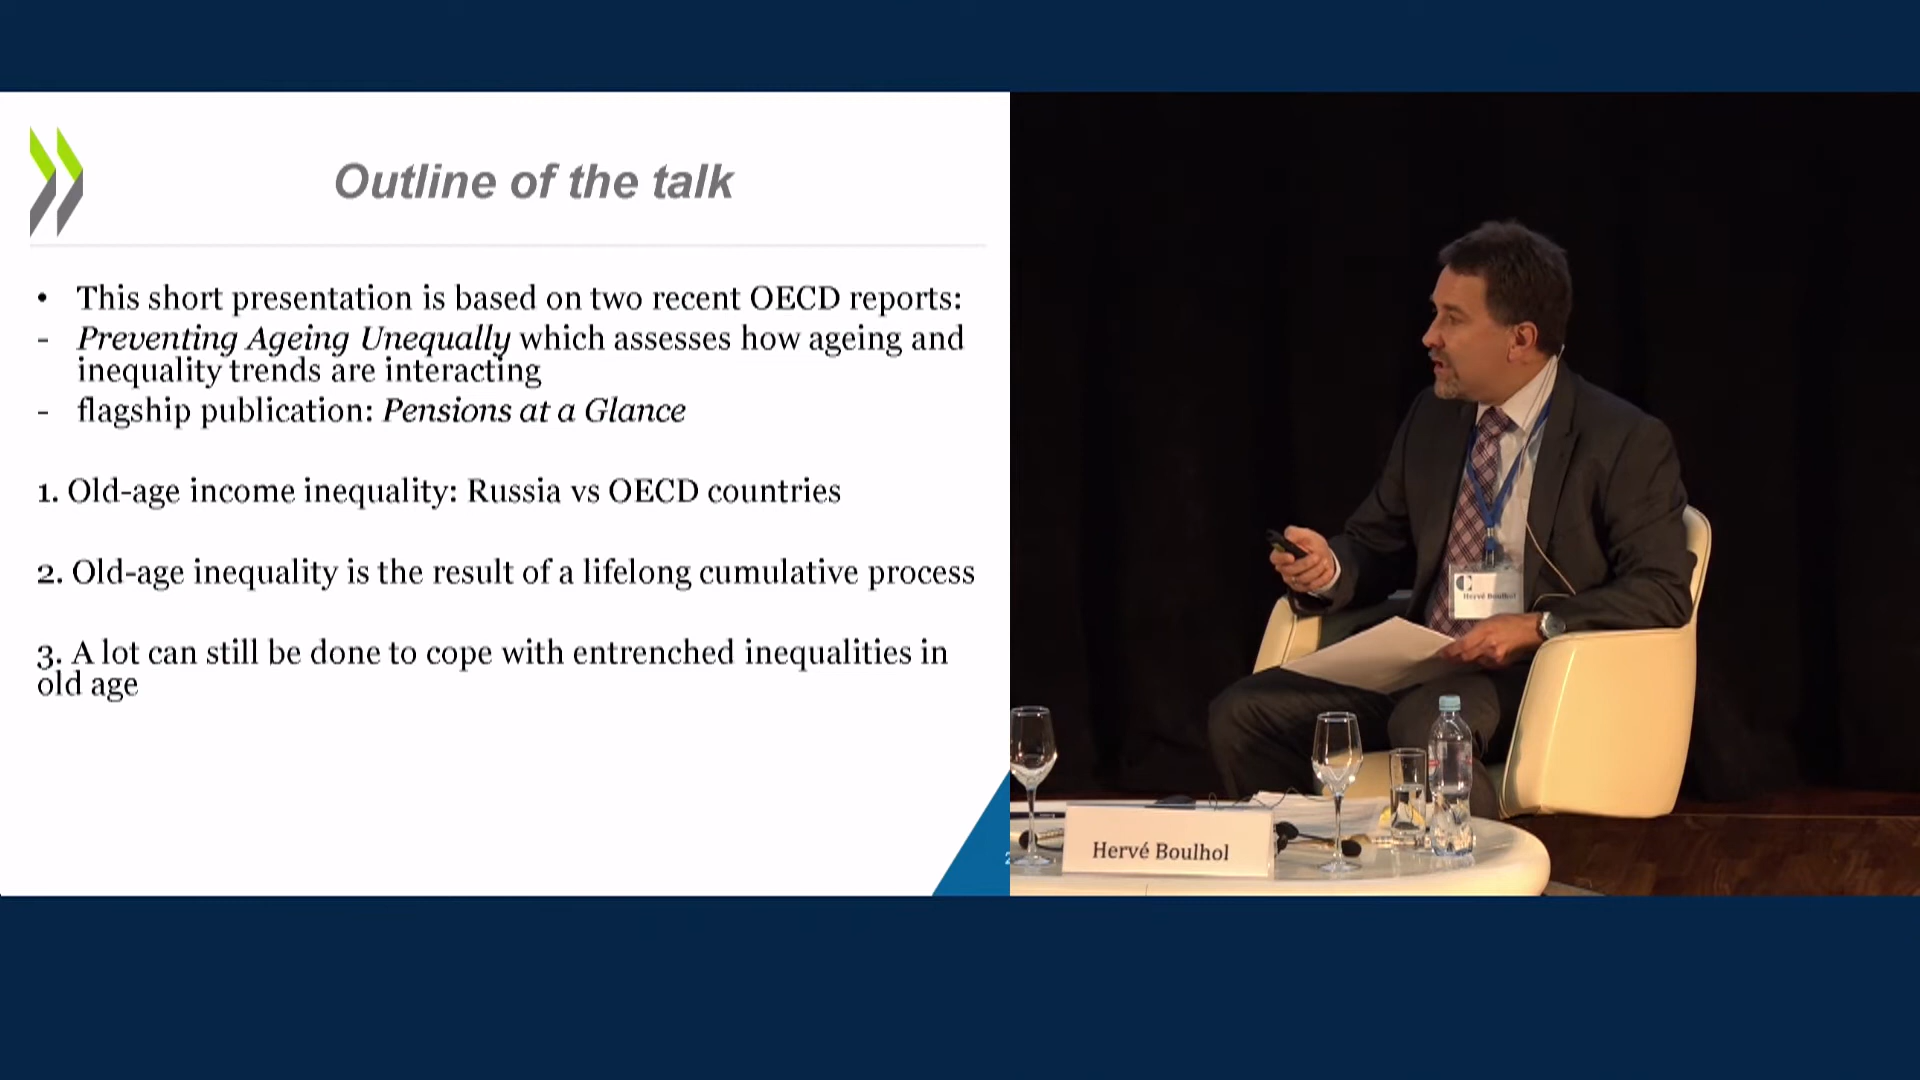 Outline of the talk
• This short presentation is based on two recent OECD reports:
- Preventing Ageing Unequally which assesses how ageing and
inequality trends are interacting
- flagship publication: Pensions at a Glance
1. Old-age income inequality: Russia vs OECD countries
2. Old-age inequality is the result of a lifelong cumulative process
3. A lot can still be done to cope with entrenched inequalities in
old age
Hervé Boulhol
Hervé Boulhol